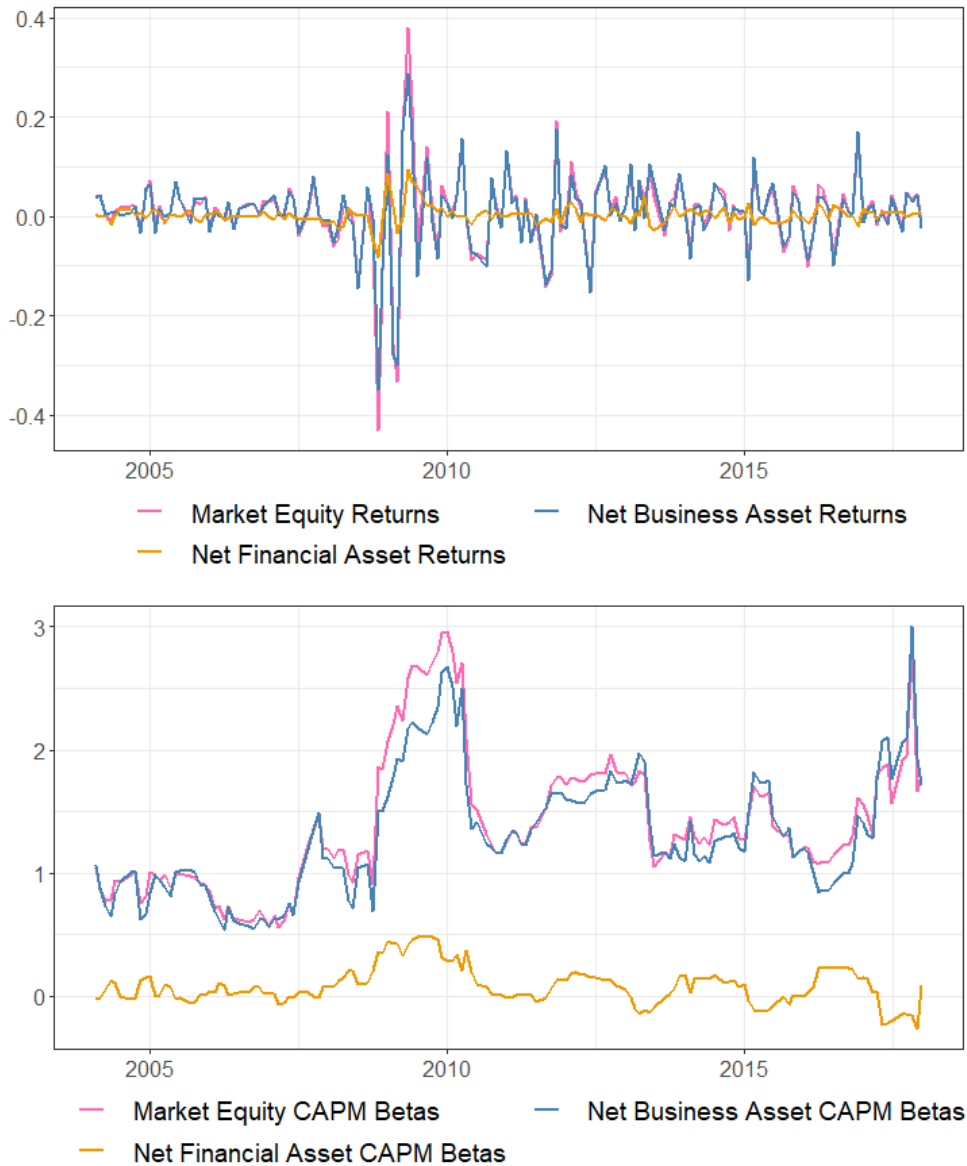 0.4
0.2
0.0
-0.2
-0.4
2005 2010 2015
Market Equity Returns Net Business Asset Returns
Net Financial Asset Returns
3
2
1
0
2005 2010 2015
Market Equity CAPM Betas Net Business Asset CAPM Betas
Net Financial Asset CAPM Betas